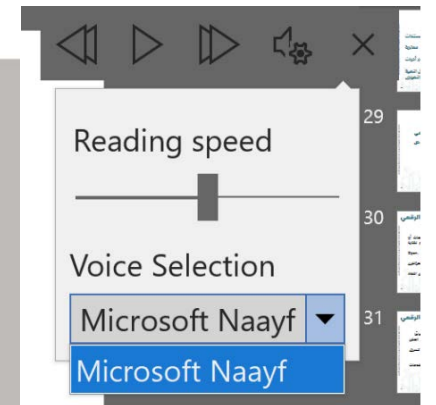 Reading speed
29
Voice Selection
30
Microsoft Naayf
31
Microsoft Naayf